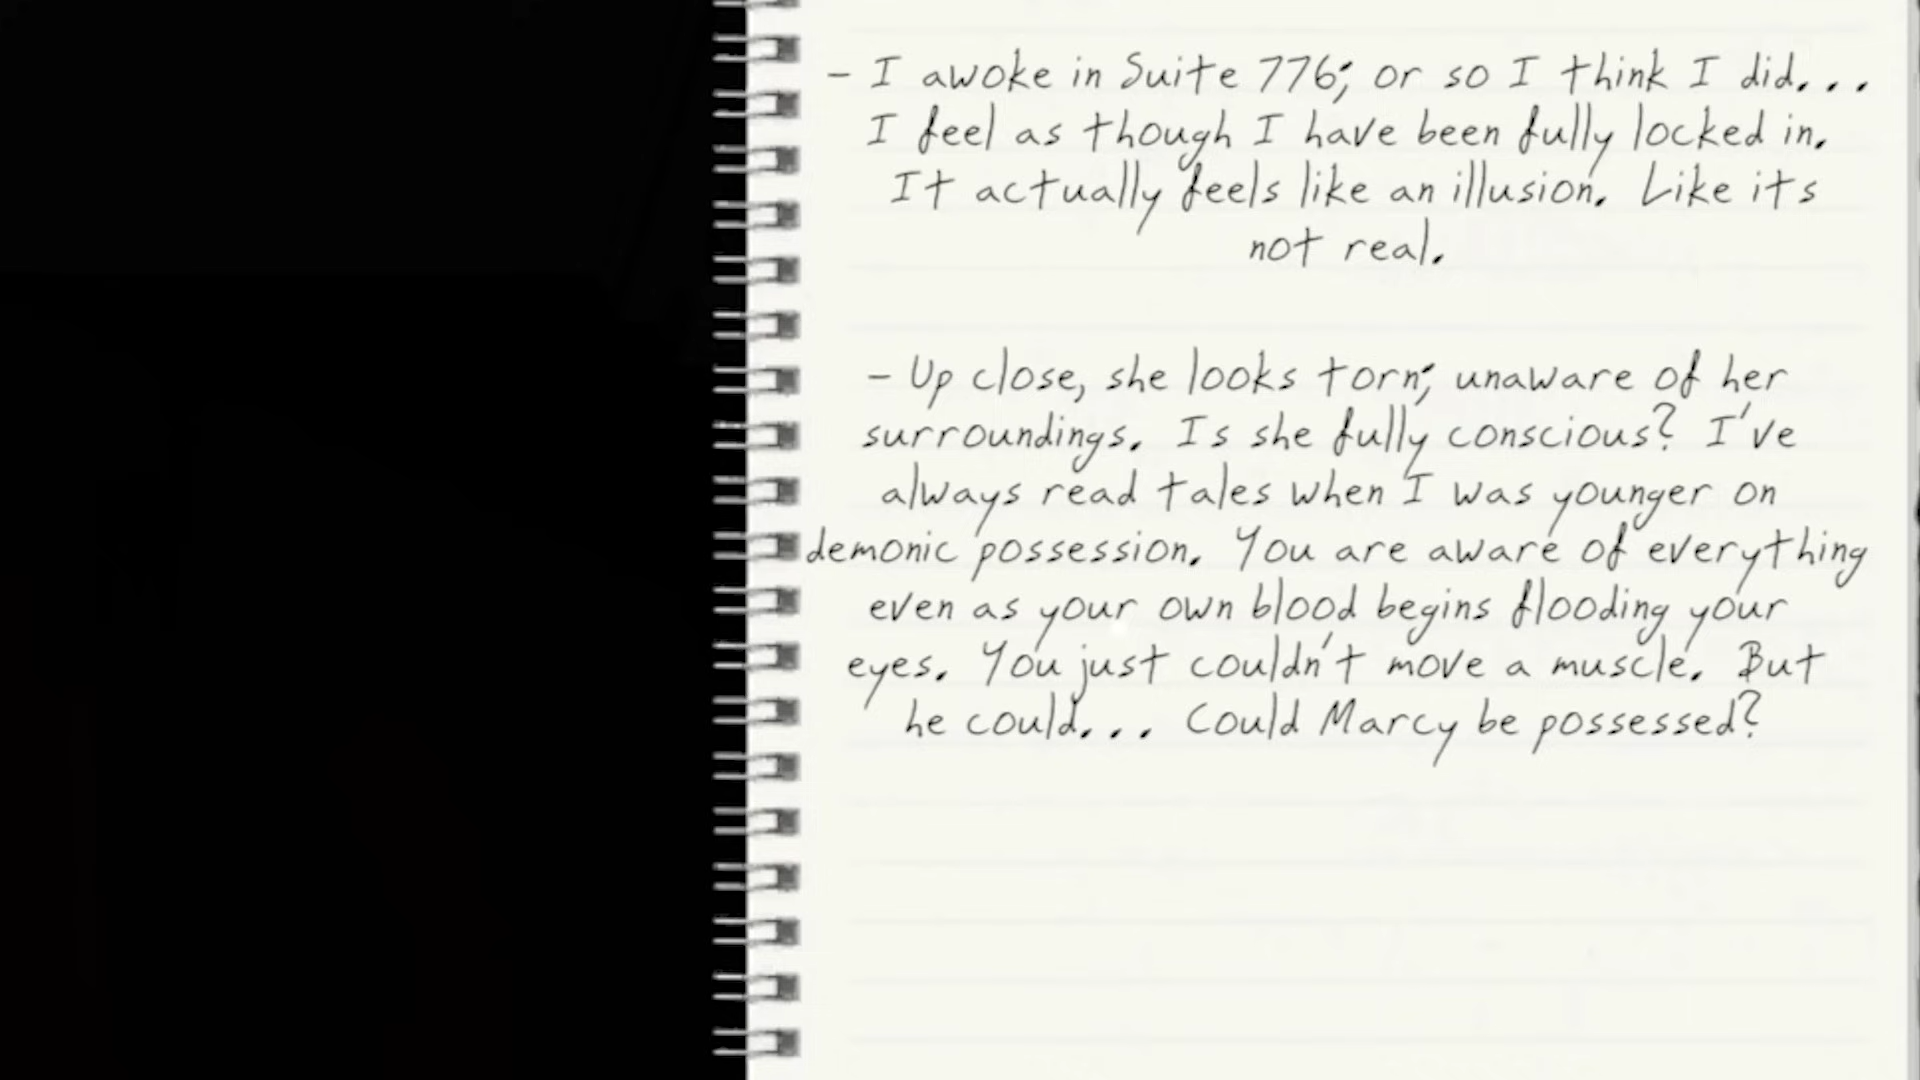 - I awoke in Suite 776; or so I think I did...
I feel as though I have been fully locked in.
It actually feels like an illusion. Like its
not real.
- Up close, she looks torn; unaware of her
surroundings. Is she fully conscious? I've
always read tales when I was younger on
demonic possession. You are aware of everything
even as your own blood begins flooding your
eyes. You just couldn't move a muscle. But
he could... Could Marcy be possessed?